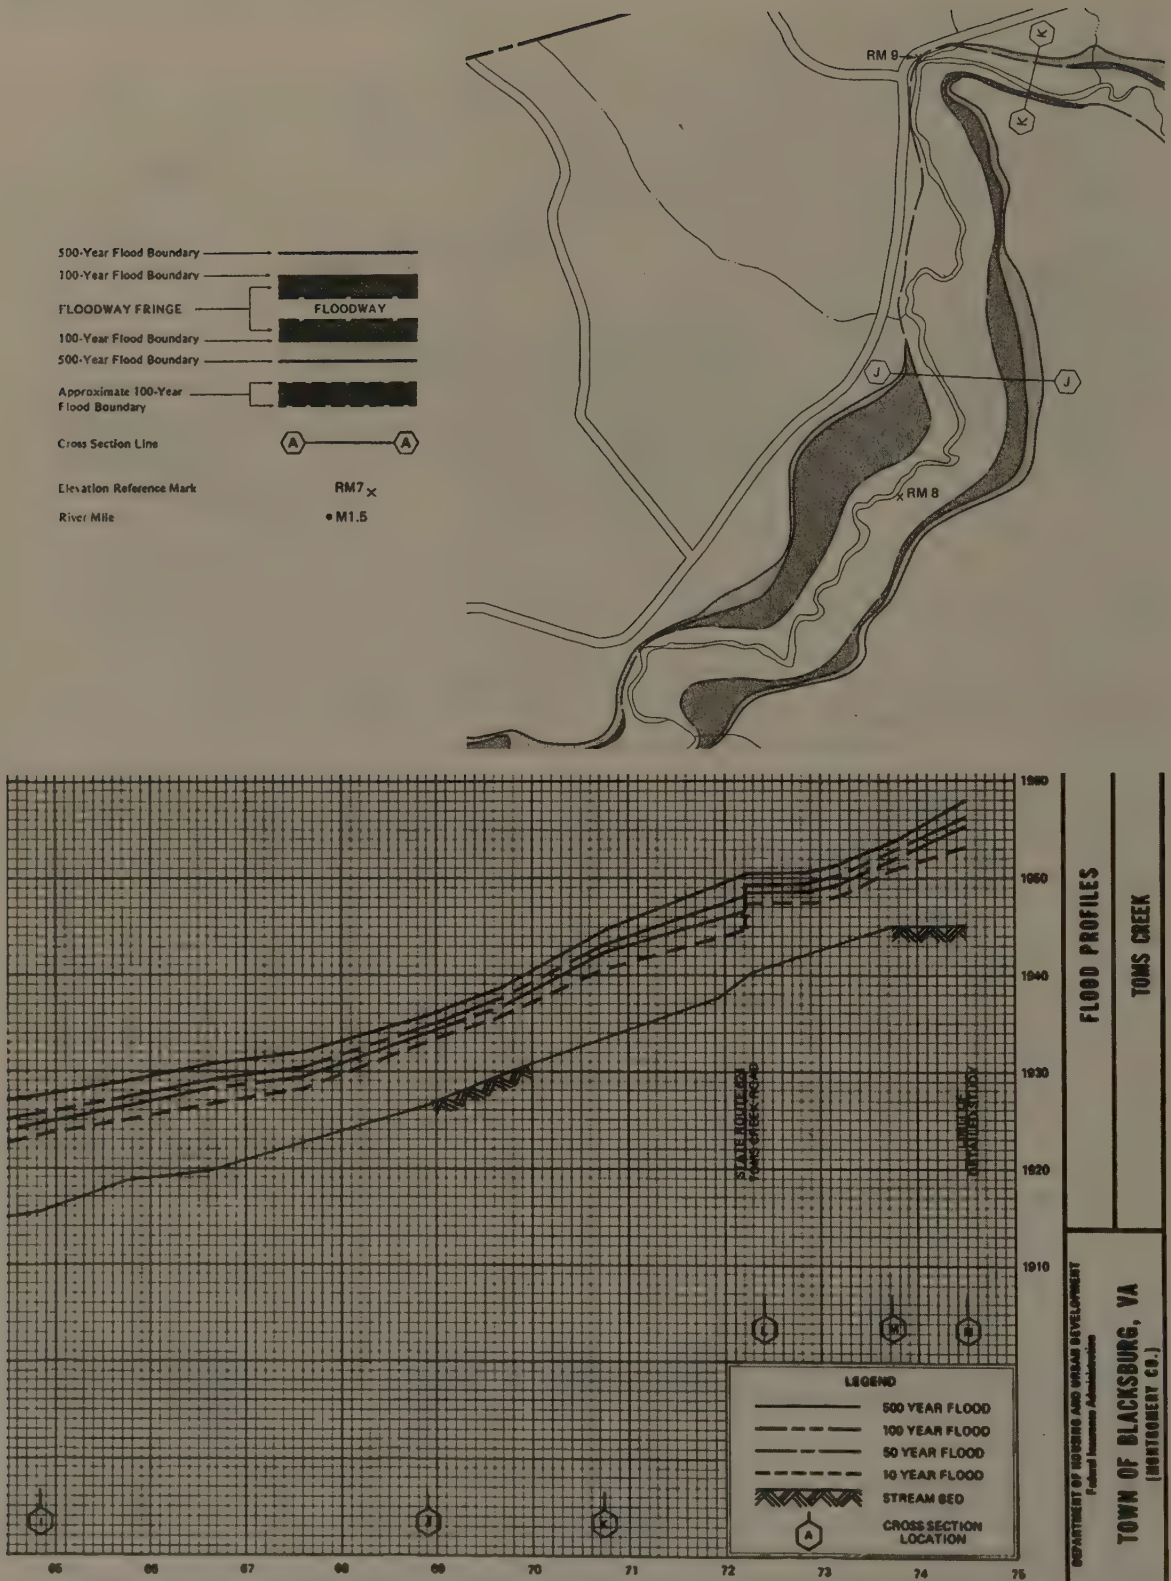 RM 9
K
K
500-Year Flood Boundary
100-Year Flood Boundary
FLOODWAY FRINGE
FLOODWAY
100-Year Flood Boundary
500-Year Flood Boundary
Approximate 100-Year
Flood Boundary
Cross Section Line
A
A
Elevation Reference Mark
RM7
River Mile
M1.5
J
J
RM 8
1960
1950
1940
1930
1920
1910
STATE ROUTE
TOMS CREEK ROAD
LIMIT OF
DETAILED STUDY
M
LEGEND
500 YEAR FLOOD
100 YEAR FLOOD
50 YEAR FLOOD
10 YEAR FLOOD
STREAM BED
A
CROSS SECTION
LOCATION
I
J
K
65
66
67
68
69
70
71
72
73
74
75
FLOOD PROFILES
TOMS CREEK
DEPARTMENT OF HOUSING AND URBAN DEVELOPMENT
Federal Insurance Administration
TOWN OF BLACKSBURG, VA
(MONTGOMERY CO.)